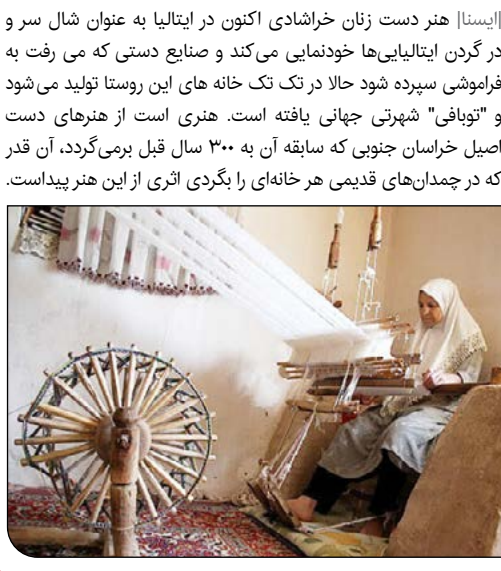 |ایسنا| هنر دست زنان خراشادی اکنون در ایتالیا به عنوان شال سر و
در گردن ایتالیایی‌ها خودنمایی می‌کند و صنایع دستی که می رفت به
فراموشی سپرده شود حالا در تک تک خانه های این روستا تولید می‌شود
و "توبافی" شهرتی جهانی یافته است. هنری است از هنرهای دست
اصیل خراسان جنوبی که سابقه آن به ۳۰۰ سال قبل برمی‌گردد، آن قدر
که در چمدان‌های قدیمی هر خانه‌ای را بگردی اثری از این هنر پیداست.